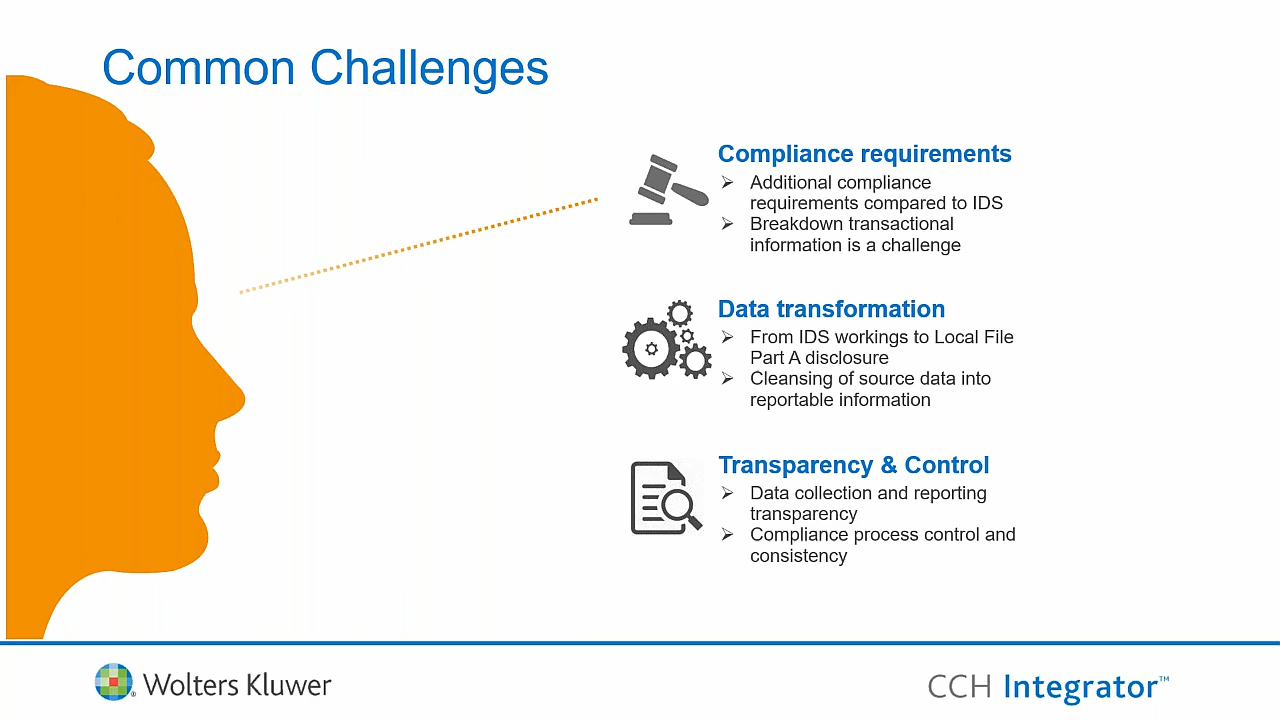 Common Challenges
Compliance requirements
➢ Additional compliance
requirements compared to IDS
➢ Breakdown transactional
information is a challenge
Data transformation
➢ From IDS workings to Local File
Part A disclosure
➢ Cleansing of source data into
reportable information
Transparency & Control
➢ Data collection and reporting
transparency
➢ Compliance process control and
consistency
Wolters Kluwer
CCH Integrator™